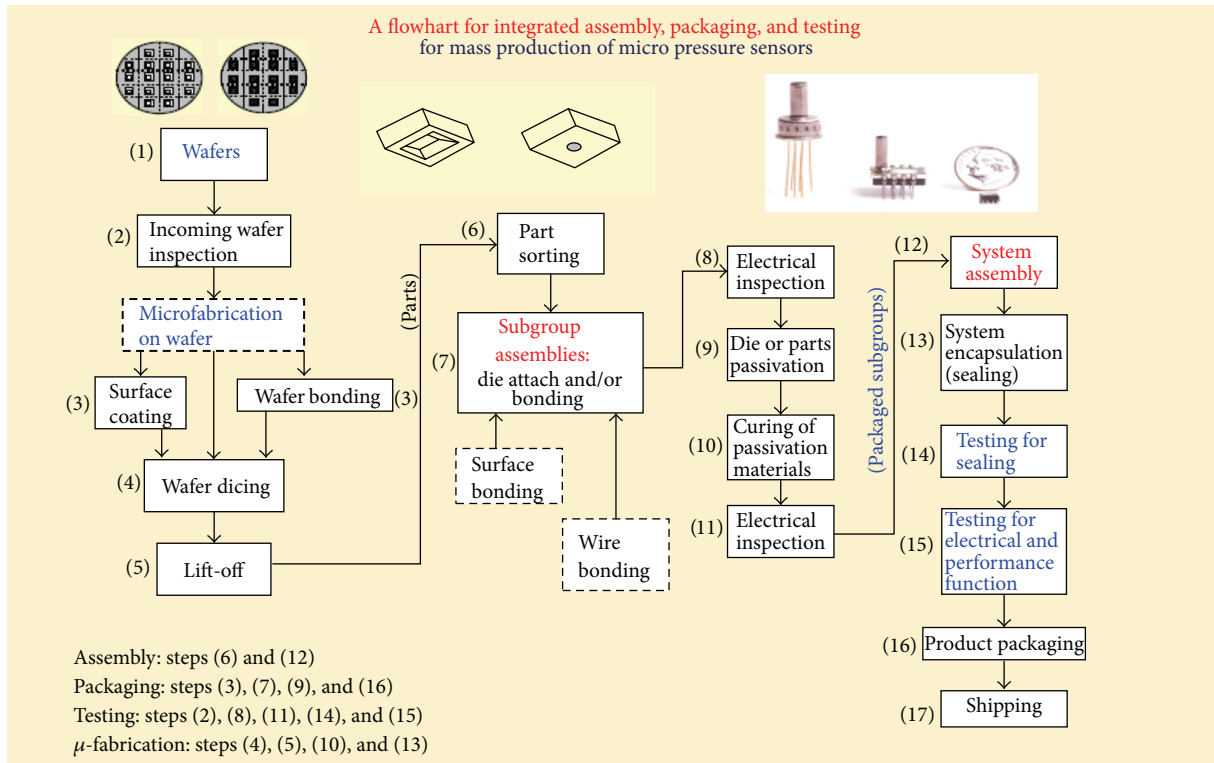 A flowchart for integrated assembly, packaging, and testing
for mass production of micro pressure sensors
(1)
Wafers
(2)
Incoming wafer
inspection
Microfabrication
on wafer
(3)
Surface
coating
Wafer bonding
(3)
(4)
Wafer dicing
(5)
Lift-off
(Parts)
(6)
Part
sorting
(7)
Subgroup
assemblies:
die attach and/or
bonding
Surface
bonding
Wire
bonding
(8)
Electrical
inspection
(9)
Die or parts
passivation
(10)
Curing of
passivation
materials
(11)
Electrical
inspection
(Packaged subgroups)
(12)
System
assembly
(13)
System
encapsulation
(sealing)
(14)
Testing for
sealing
(15)
Testing for
electrical and
performance
function
(16)
Product packaging
(17)
Shipping
Assembly: steps (6) and (12)
Packaging: steps (3), (7), (9), and (16)
Testing: steps (2), (8), (11), (14), and (15)
μ-fabrication: steps (4), (5), (10), and (13)